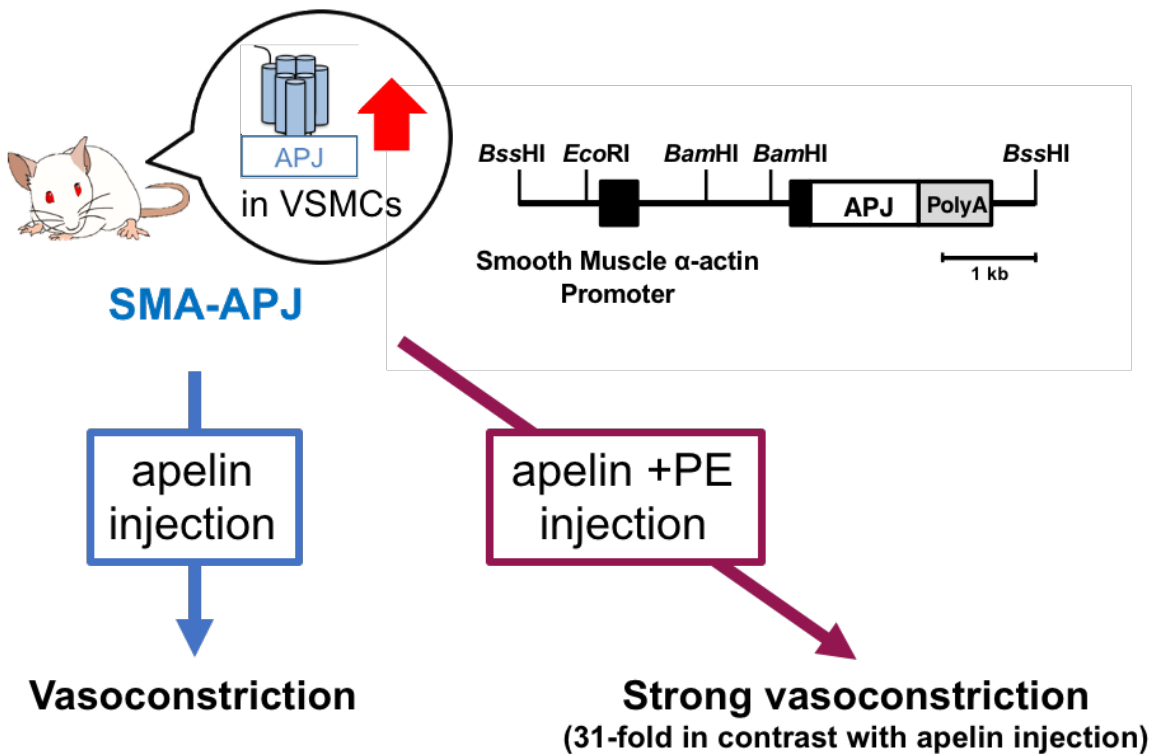 APJ
in VSMCs
SMA-APJ
BssHI EcoRI BamHI BamHI BssHI
APJ PolyA
Smooth Muscle α-actin
Promoter
1 kb
apelin
injection
apelin +PE
injection
Vasoconstriction
Strong vasoconstriction
(31-fold in contrast with apelin injection)